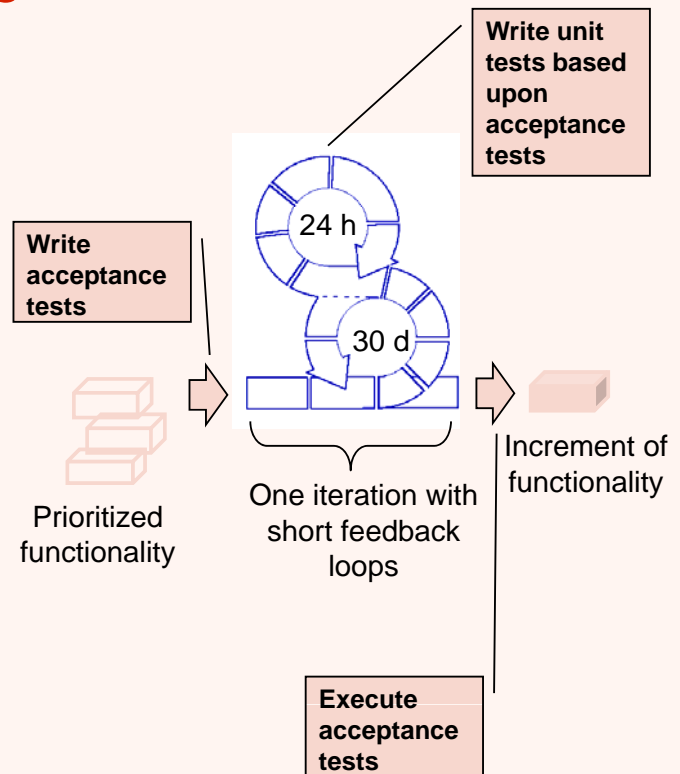 Write unit
tests based
upon
acceptance
tests
24 h
Write
acceptance
tests
30 d
Prioritized
functionality
One iteration with
short feedback
loops
Increment of
functionality
Execute
acceptance
tests